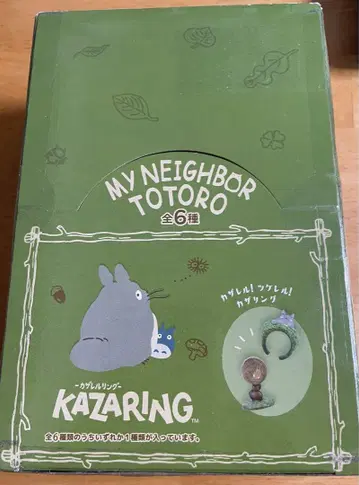 MY NEIGHBOR
TOTORO
全6種
カザレル! ツケレル!
カザリング
-カザレルリング-
KAZARING™
全6種類のうちいずれか1種類が入っています。